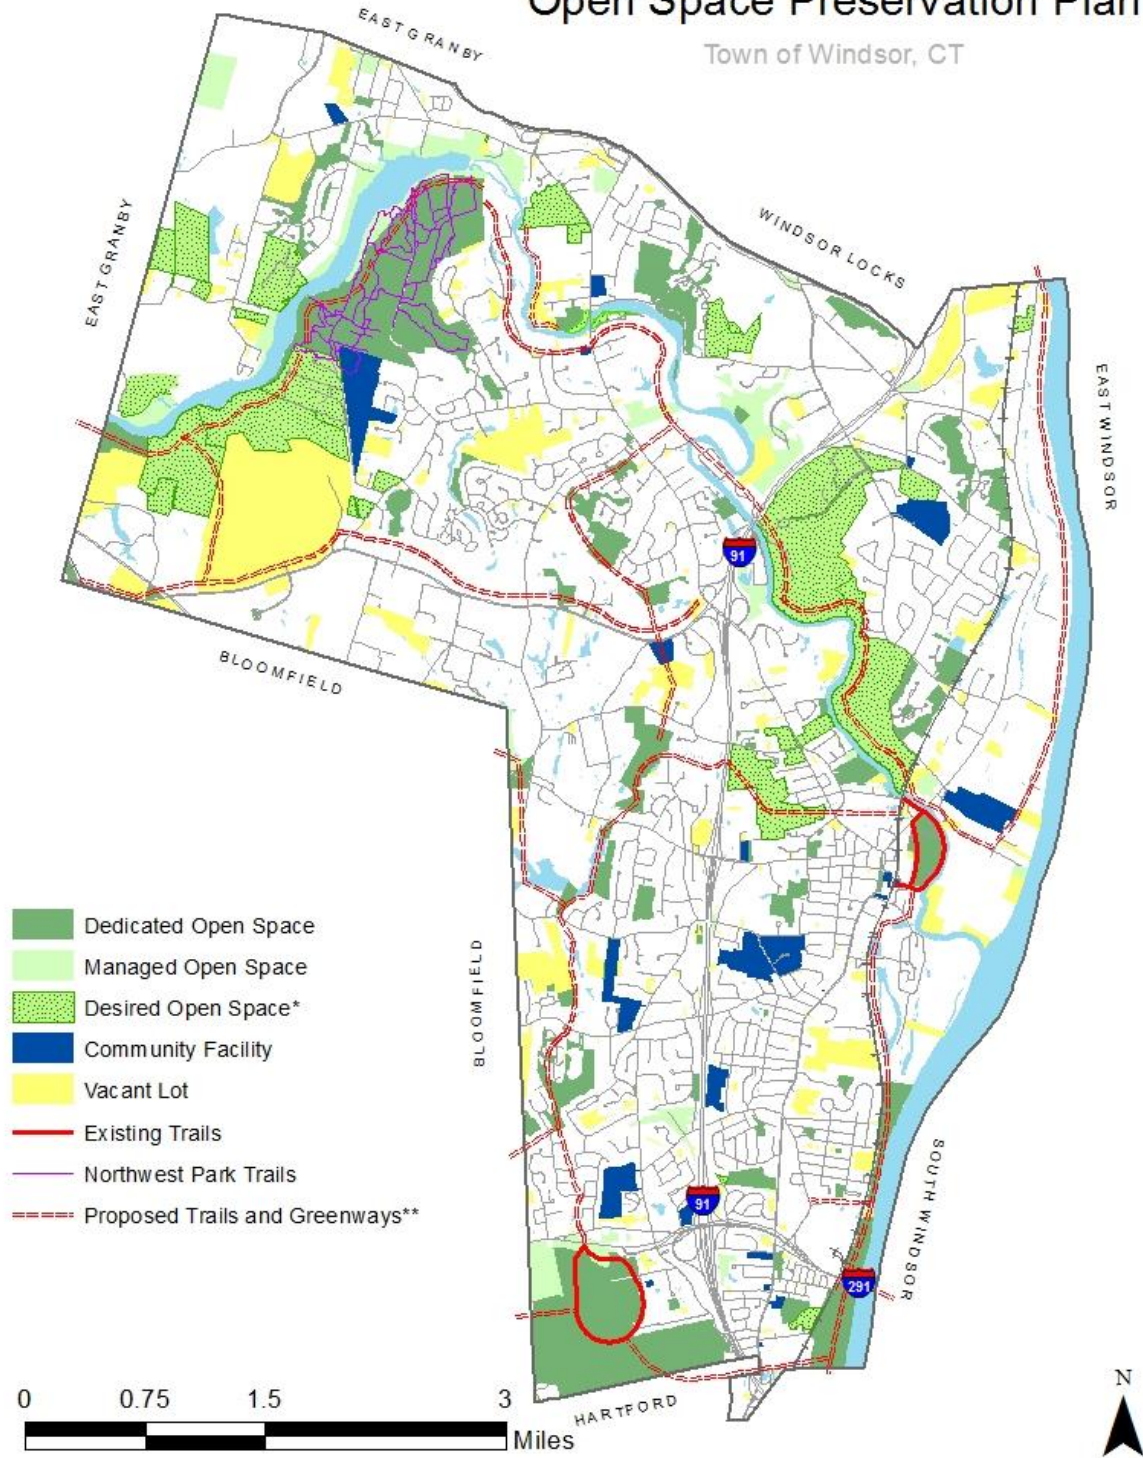 Open Space Preservation Plan
Town of Windsor, CT
EAST GRANBY
WINDSOR LOCKS
EAST GRANBY
EAST WINDSOR
91
BLOOMFIELD
Dedicated Open Space
Managed Open Space
Desired Open Space*
Community Facility
Vacant Lot
Existing Trails
Northwest Park Trails
Proposed Trails and Greenways**
BLOOMFIELD
SOUTH WINDSOR
91
291
HARTFORD
N
0 0.75 1.5 3
Miles